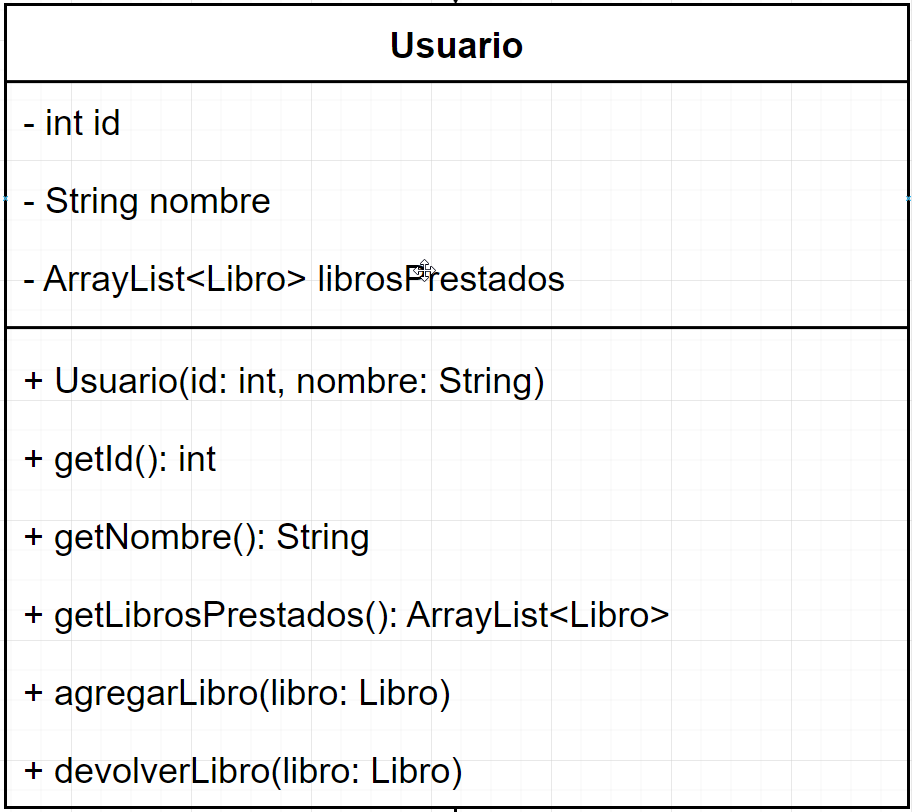 Usuario
- int id
- String nombre
- ArrayList<Libro> librosPrestados
+ Usuario(id: int, nombre: String)
+ getId(): int
+ getNombre(): String
+ getLibrosPrestados(): ArrayList<Libro>
+ agregarLibro(libro: Libro)
+ devolverLibro(libro: Libro)